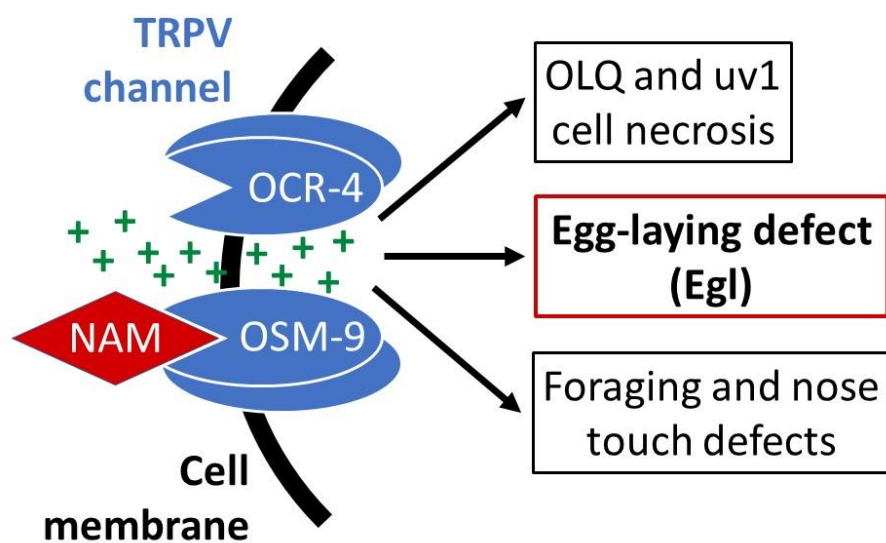 TRPV
channel
OCR-4
+ + + + + + + + + + + +
NAM
OSM-9
Cell
membrane
OLQ and uv1
cell necrosis
Egg-laying defect
(Egl)
Foraging and nose
touch defects